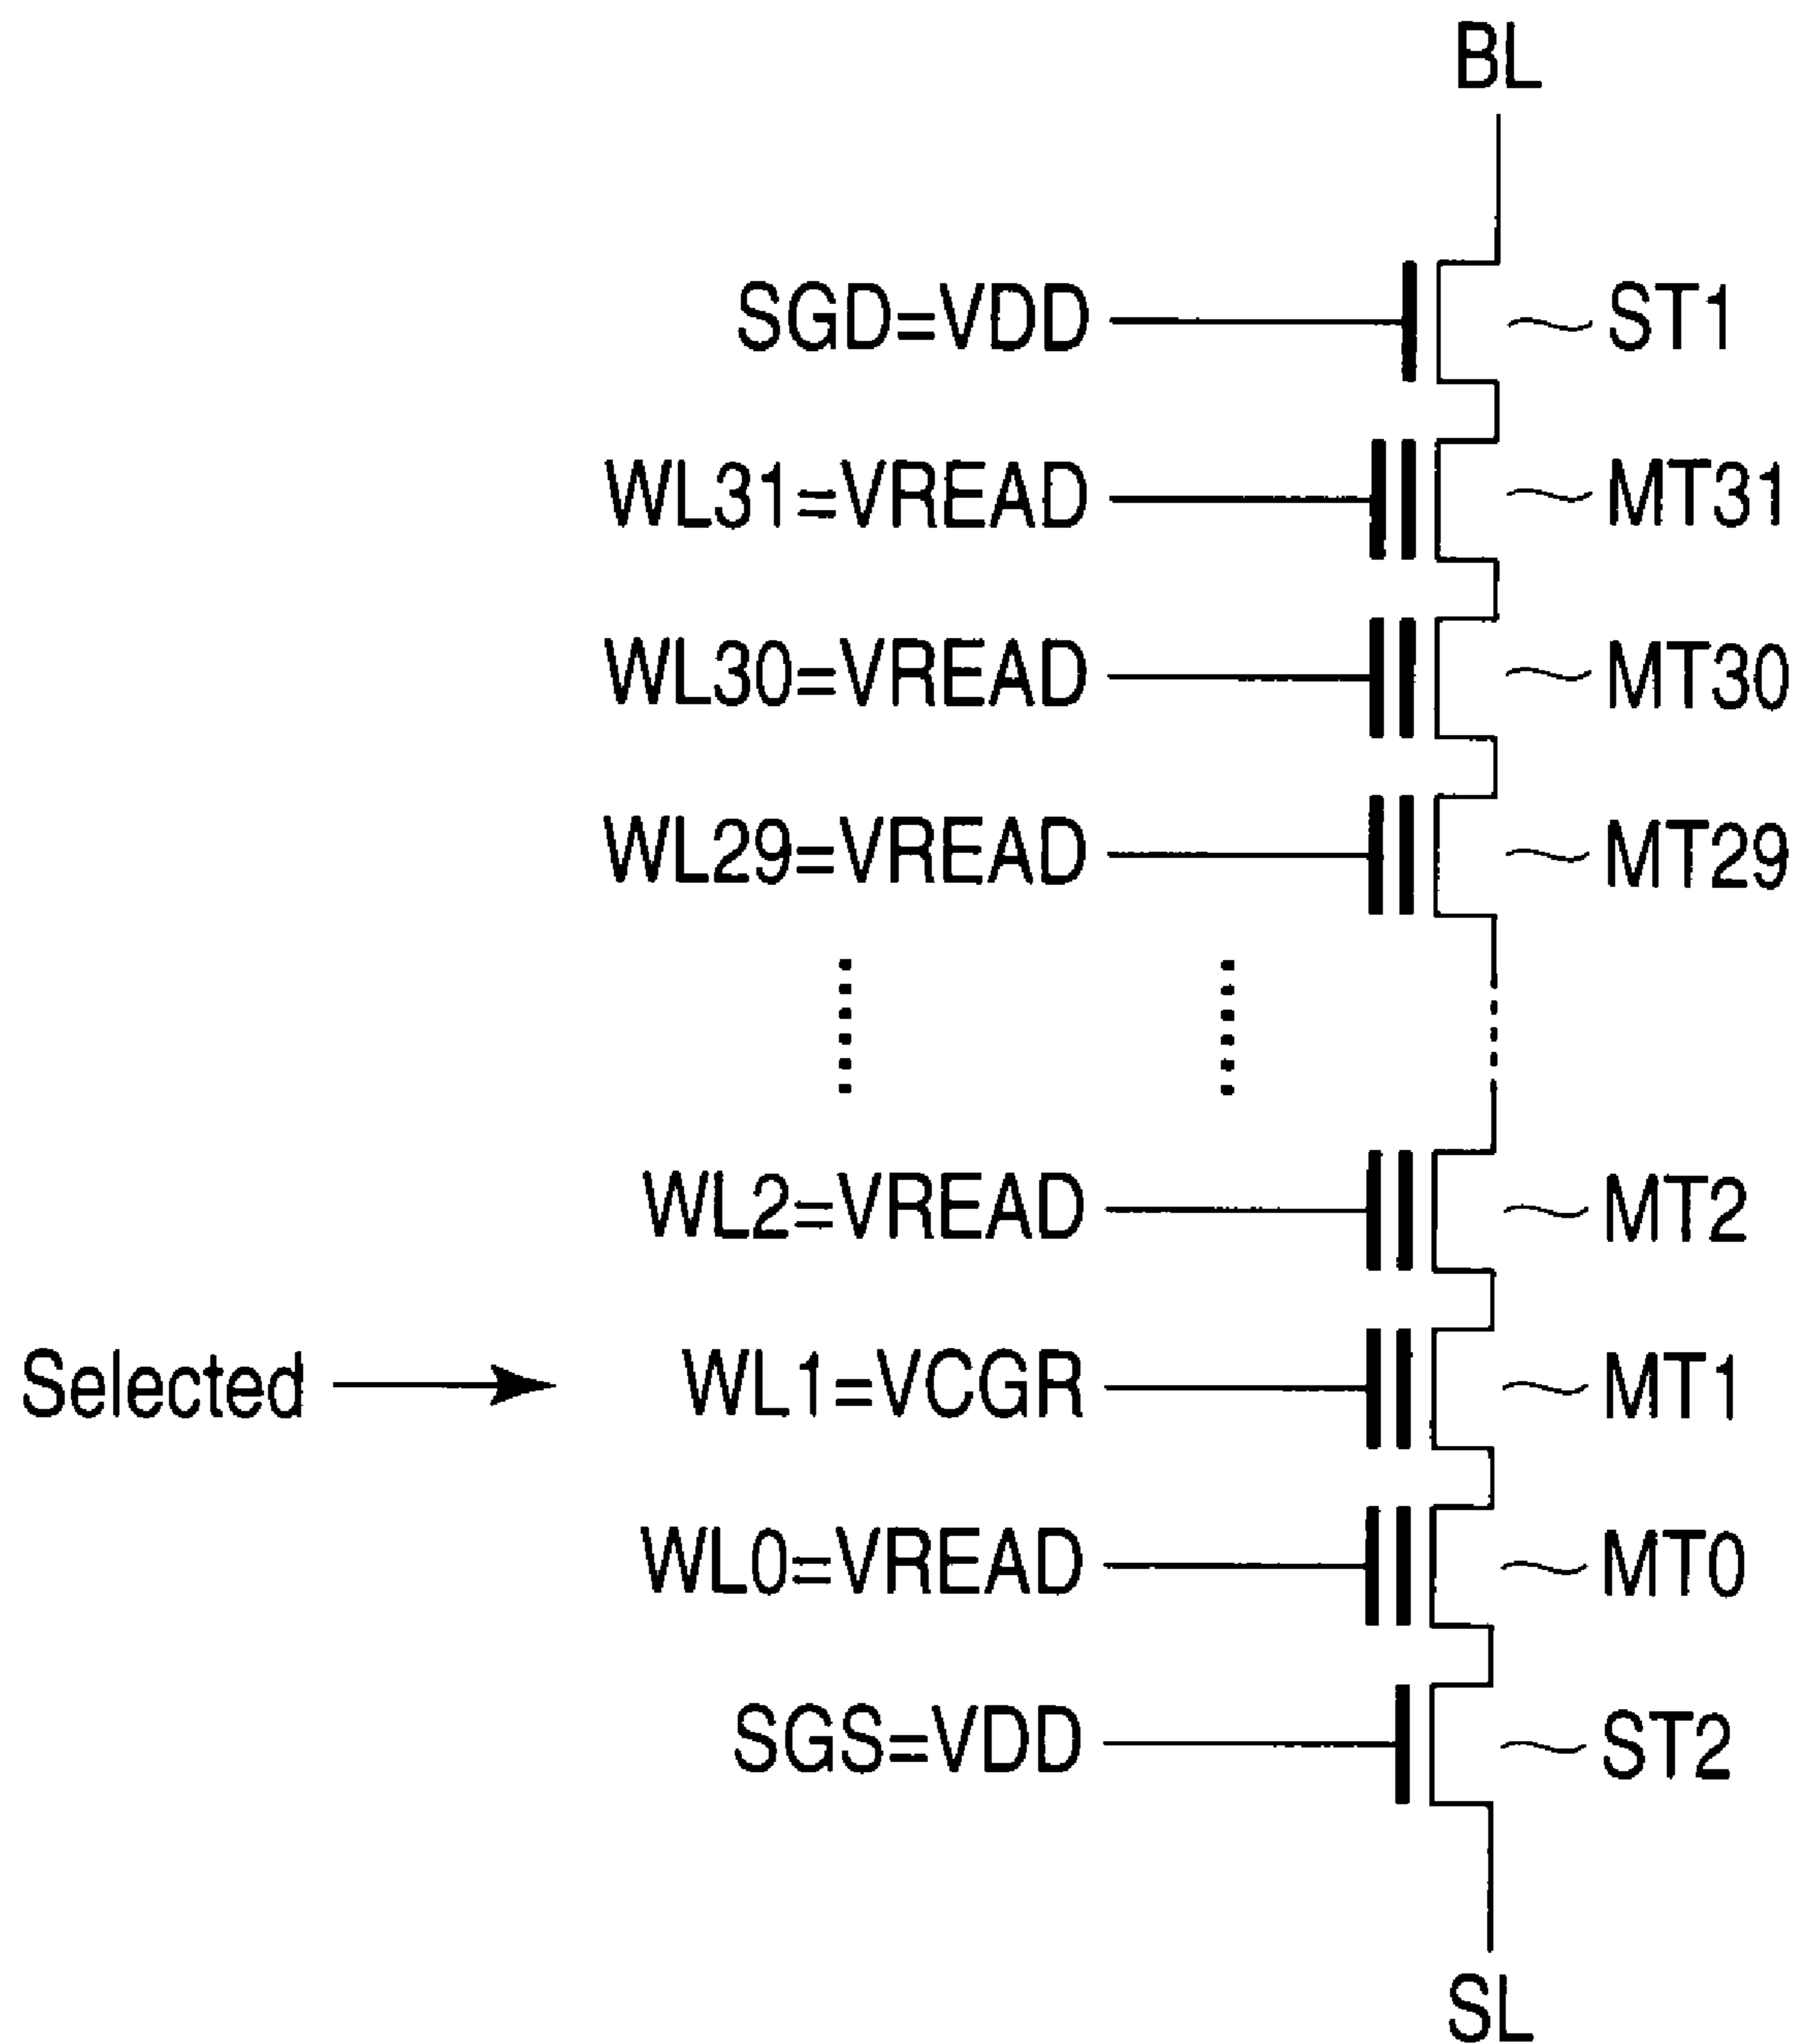 BL
SGD=VDD ST1
WL31=VREAD MT31
WL30=VREAD MT30
WL29=VREAD MT29
WL2=VREAD MT2
Selected WL1=VCGR MT1
WL0=VREAD MT0
SGS=VDD ST2
SL